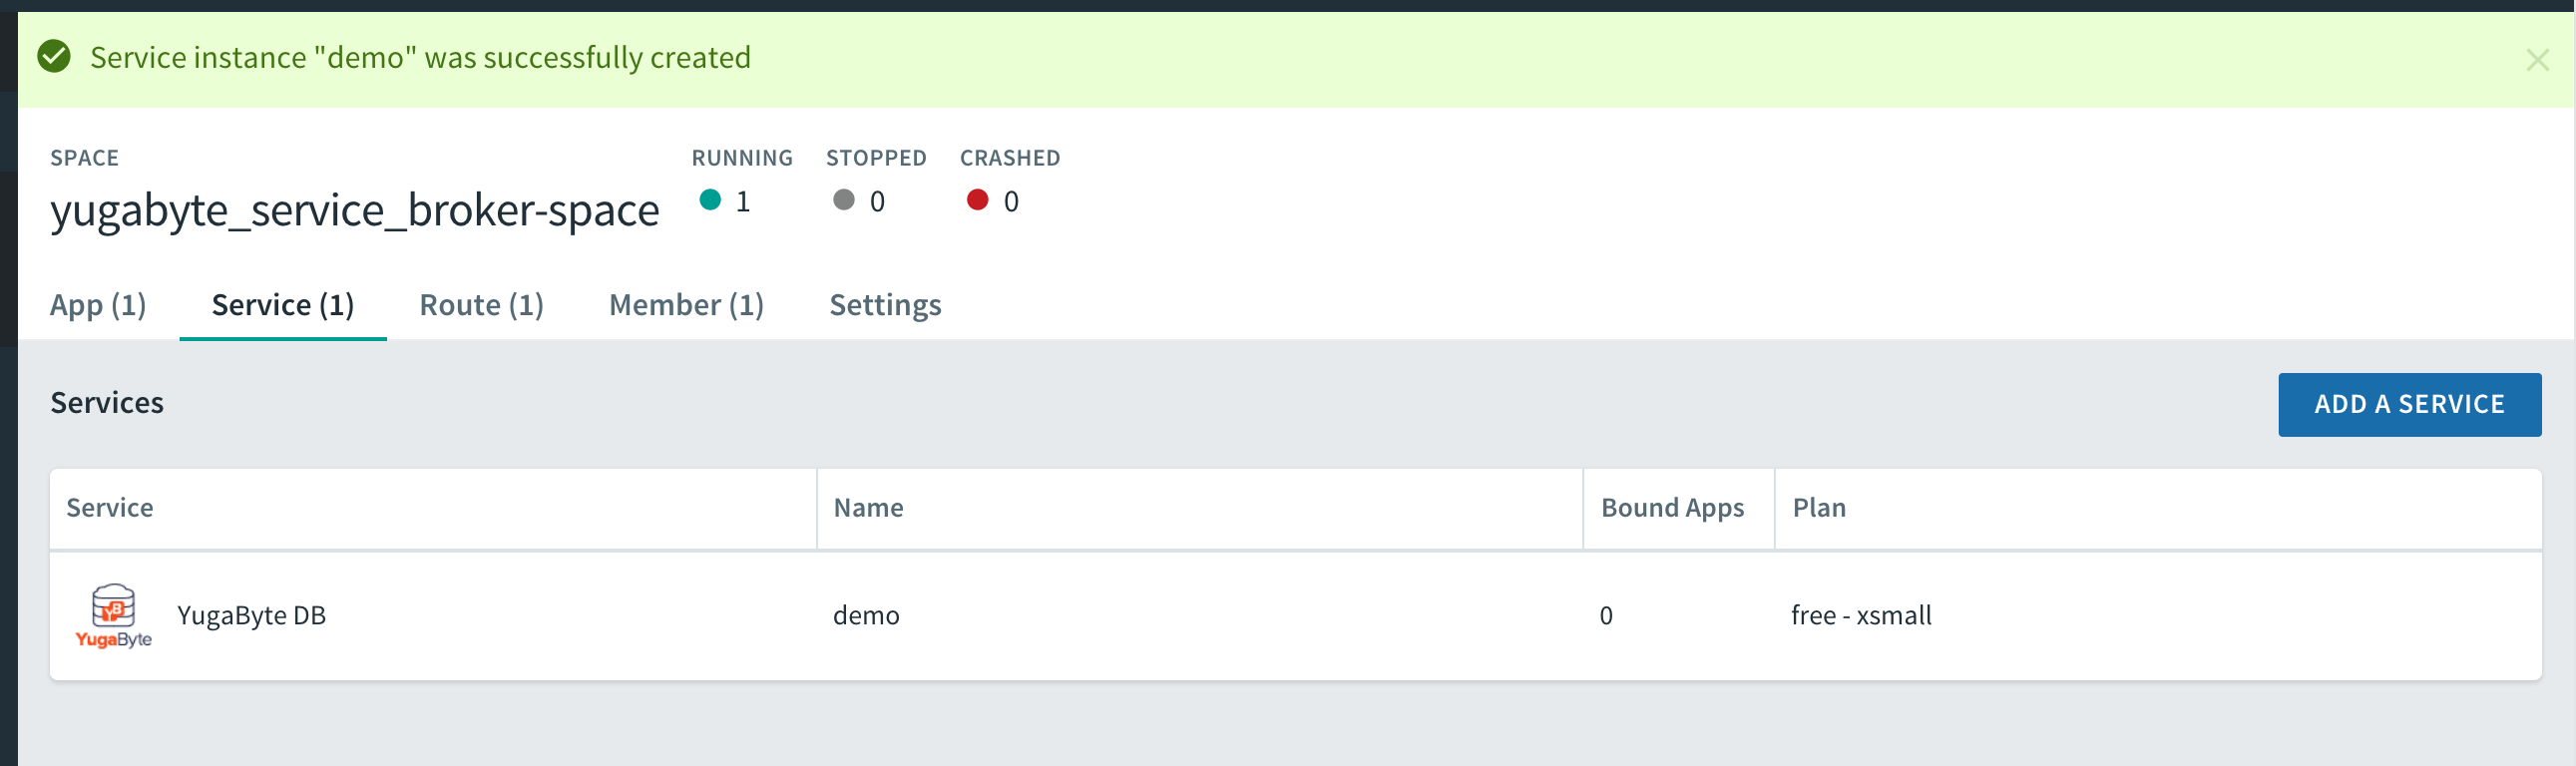 Service instance "demo" was successfully created
SPACE
yugabyte_service_broker-space
RUNNING STOPPED CRASHED
1 0 0
App (1) Service (1) Route (1) Member (1) Settings
Services
ADD A SERVICE
Service Name Bound Apps Plan
YB
YugaByte
YugaByte DB demo 0 free - xsmall